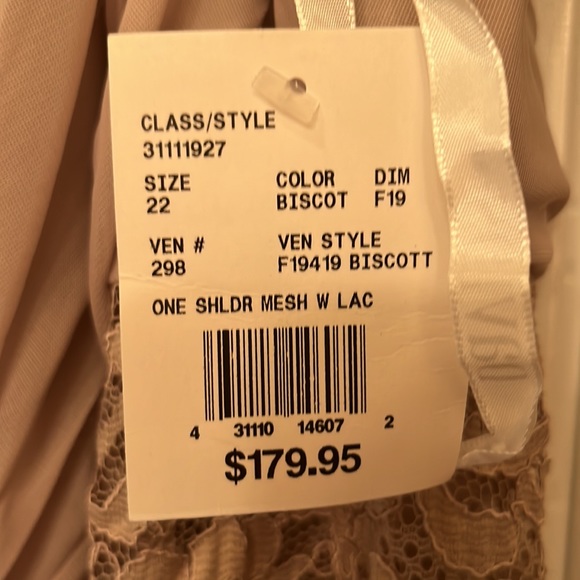 CLASS/STYLE
31111927
SIZE COLOR DIM
22 BISCOT F19
VEN # VEN STYLE
298 F19419 BISCOTT
ONE SHLDR MESH W LAC
4 31110 14607 2
$179.95